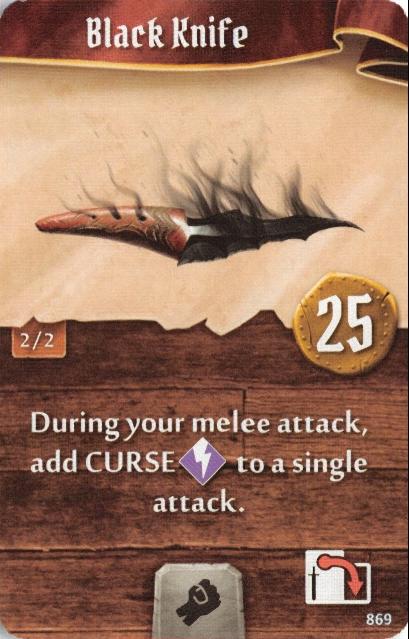 Black Knife
25
2/2
During your melee attack,
add CURSE to a single
attack.
869